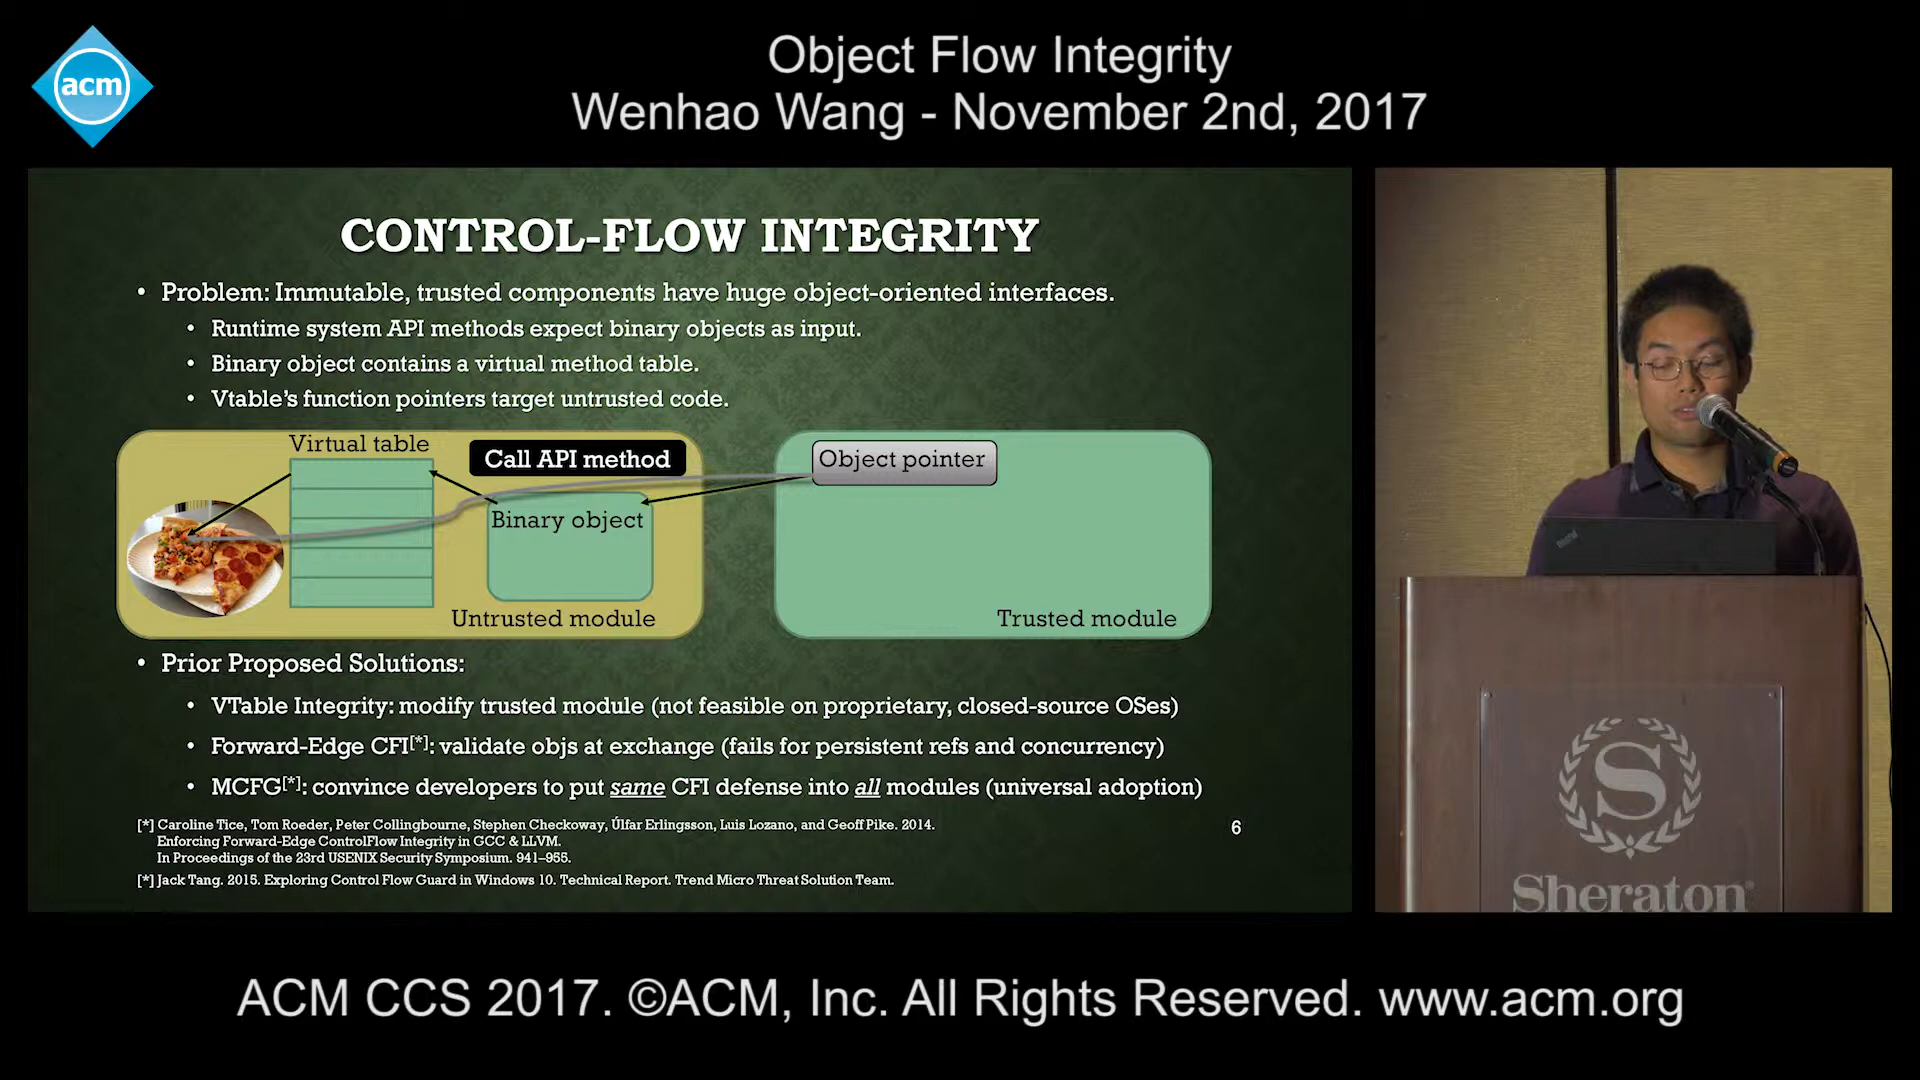 acm
Object Flow Integrity
Wenhao Wang - November 2nd, 2017
CONTROL-FLOW INTEGRITY
• Problem: Immutable, trusted components have huge object-oriented interfaces.
• Runtime system API methods expect binary objects as input.
• Binary object contains a virtual method table.
• Vtable's function pointers target untrusted code.
Virtual table
Call API method
Object pointer
Binary object
Untrusted module
Trusted module
• Prior Proposed Solutions:
• VTable Integrity: modify trusted module (not feasible on proprietary, closed-source OSes)
• Forward-Edge CFI[*]: validate objs at exchange (fails for persistent refs and concurrency)
• MCFG[*]: convince developers to put same CFI defense into all modules (universal adoption)
[*] Caroline Tice, Tom Roeder, Peter Collingbourne, Stephen Checkoway, Úlfar Erlingsson, Luis Lozano, and Geoff Pike. 2014.
Enforcing Forward-Edge ControlFlow Integrity in GCC & LLVM.
In Proceedings of the 23rd USENIX Security Symposium. 941–955.
[*] Jack Tang. 2015. Exploring Control Flow Guard in Windows 10. Technical Report. Trend Micro Threat Solution Team.
6
ThinkPad
S
Sheraton
ACM CCS 2017. ©ACM, Inc. All Rights Reserved. www.acm.org